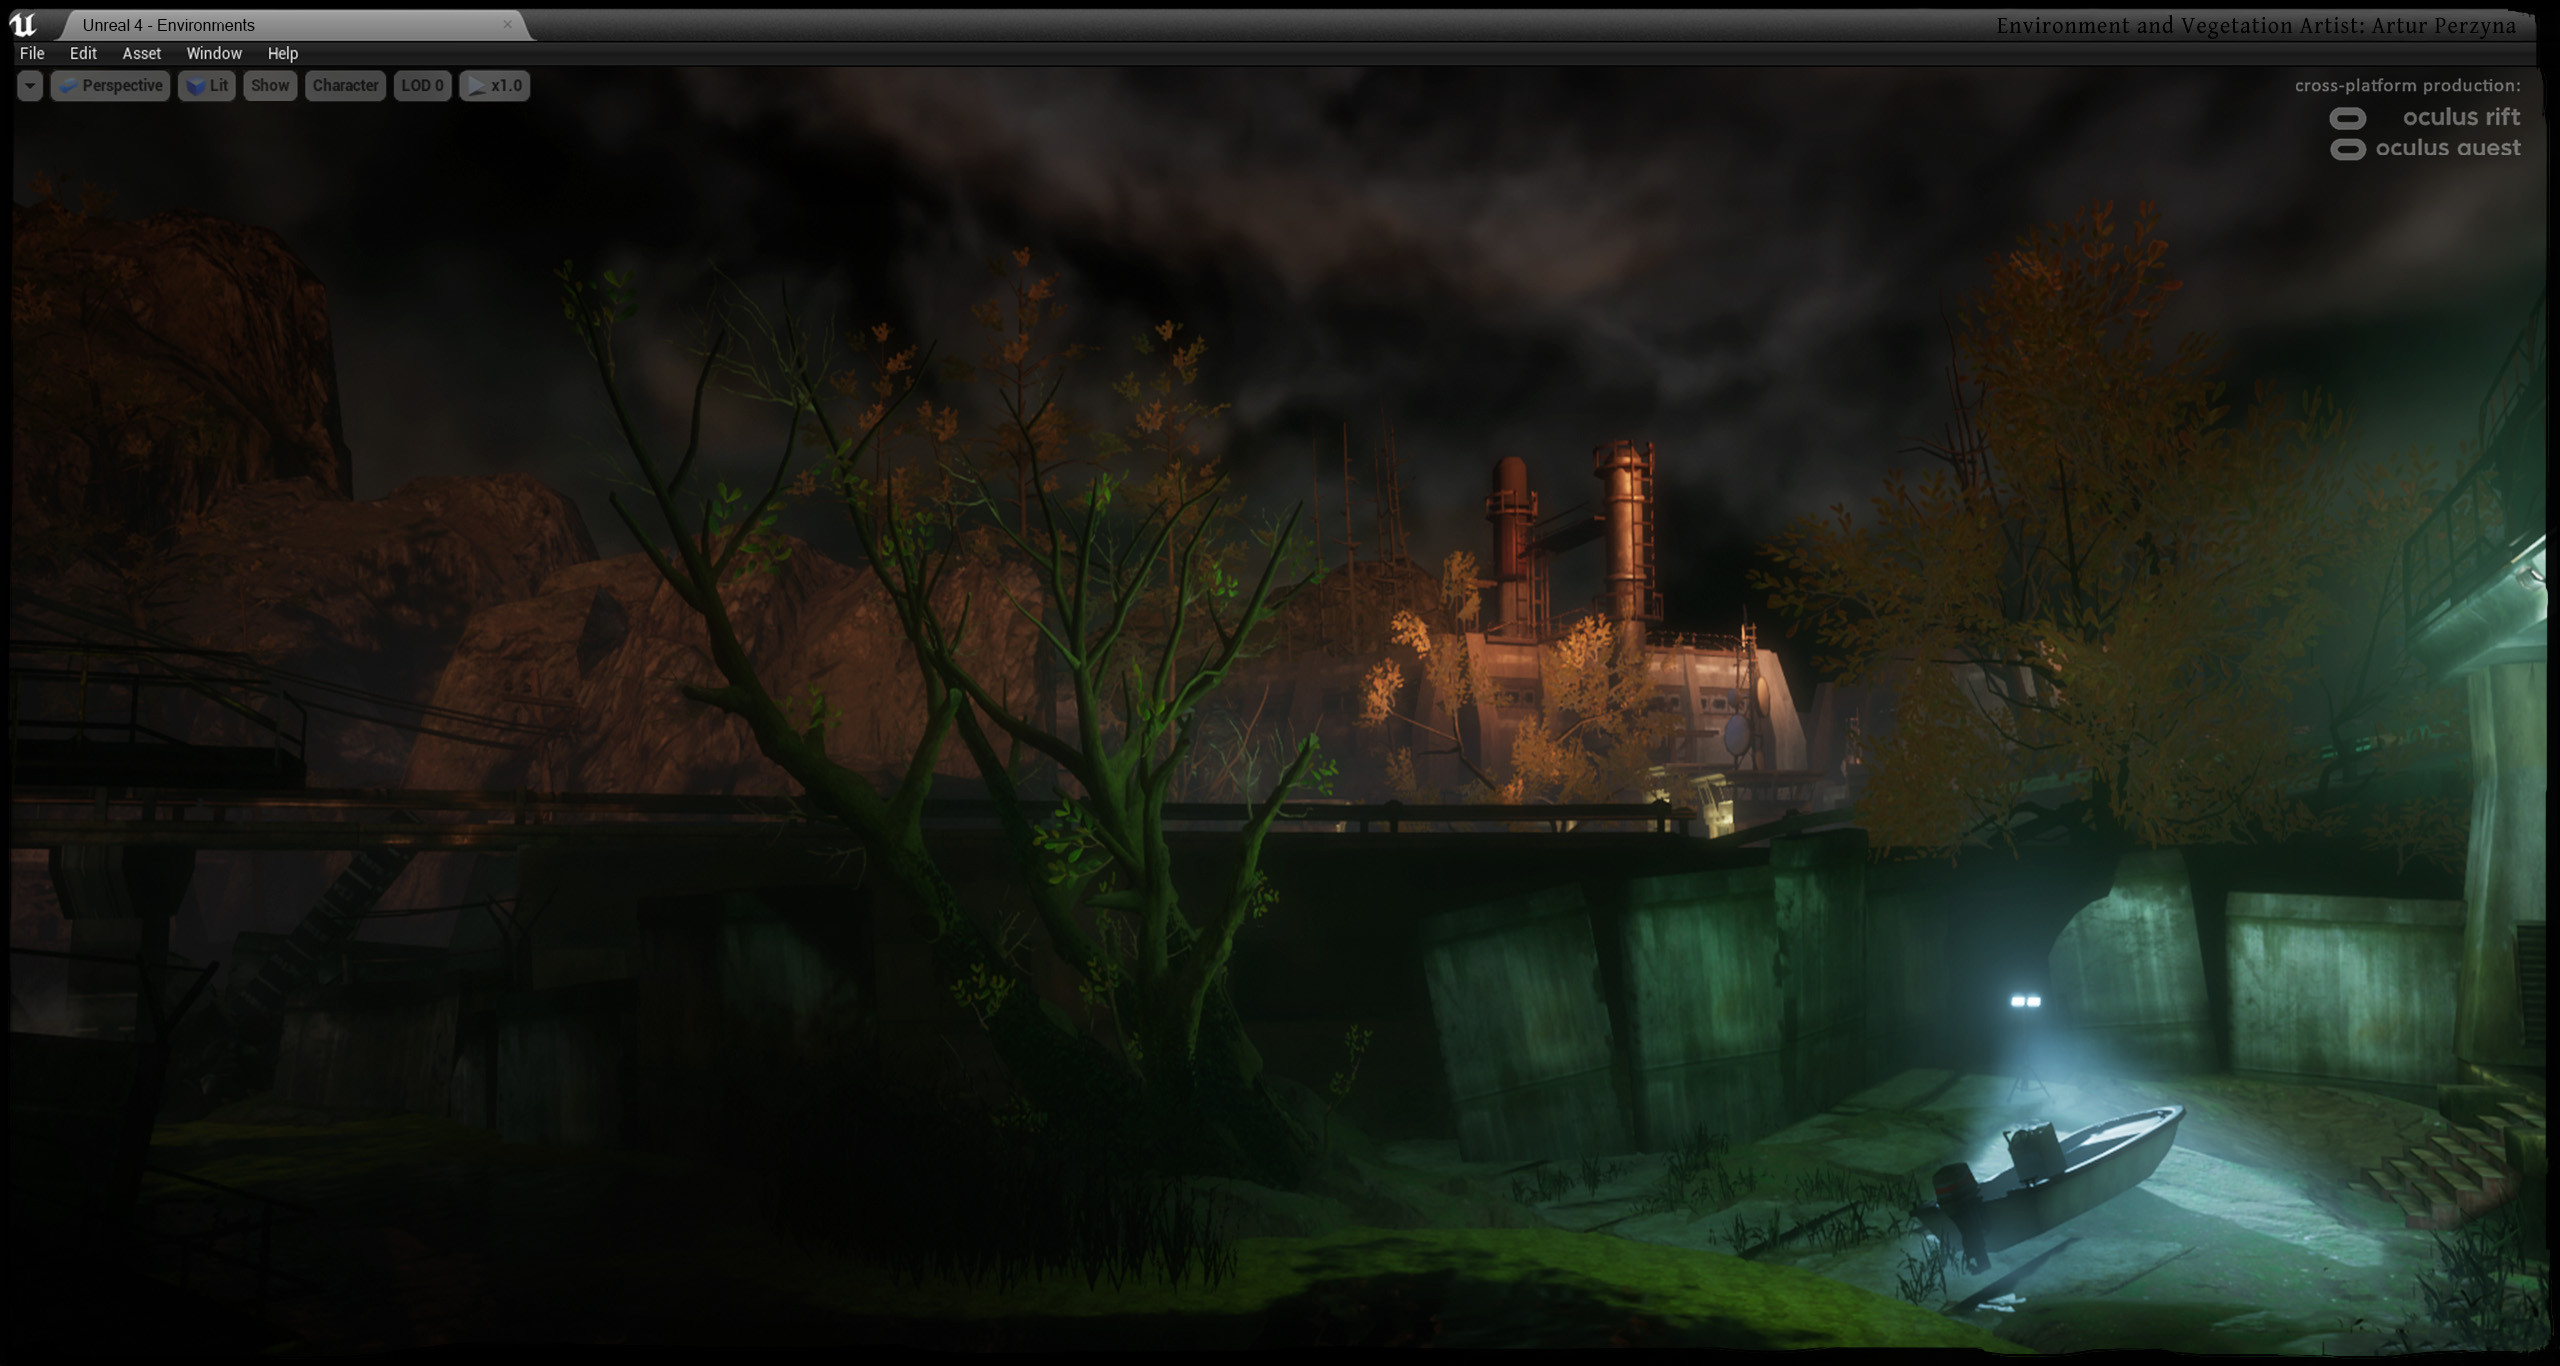 Unreal 4 - Environments ×
Environment and Vegetation Artist: Artur Perzyna
File Edit Asset Window Help
Perspective Lit Show Character LOD 0 x1.0
cross-platform production:
oculus rift
oculus quest